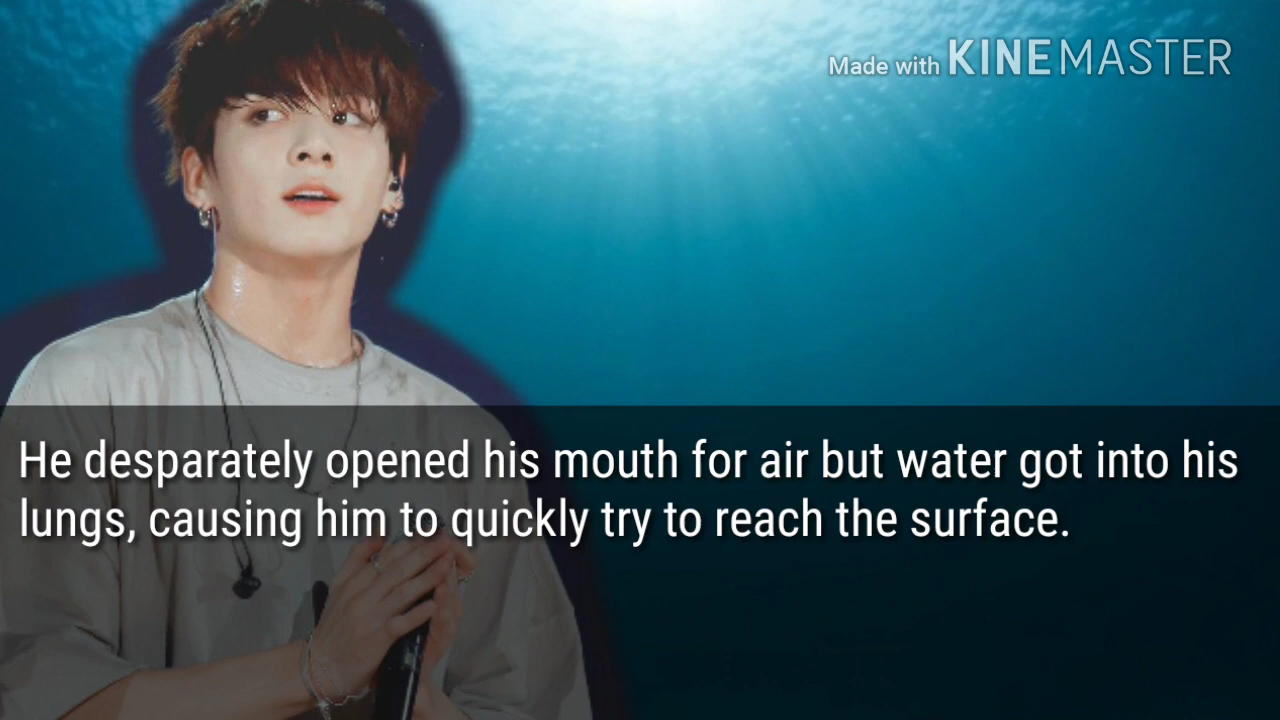 Made with KINEMASTER
He desparately opened his mouth for air but water got into his
lungs, causing him to quickly try to reach the surface.